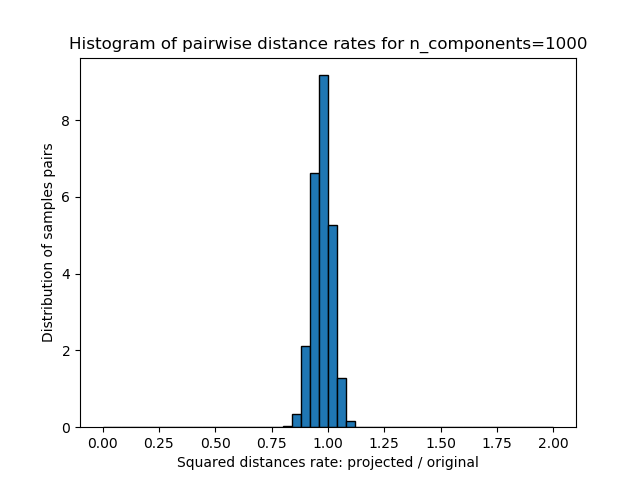 Histogram of pairwise distance rates for n_components=1000
Distribution of samples pairs
8
6
4
2
0
0.00 0.25 0.50 0.75 1.00 1.25 1.50 1.75 2.00
Squared distances rate: projected / original